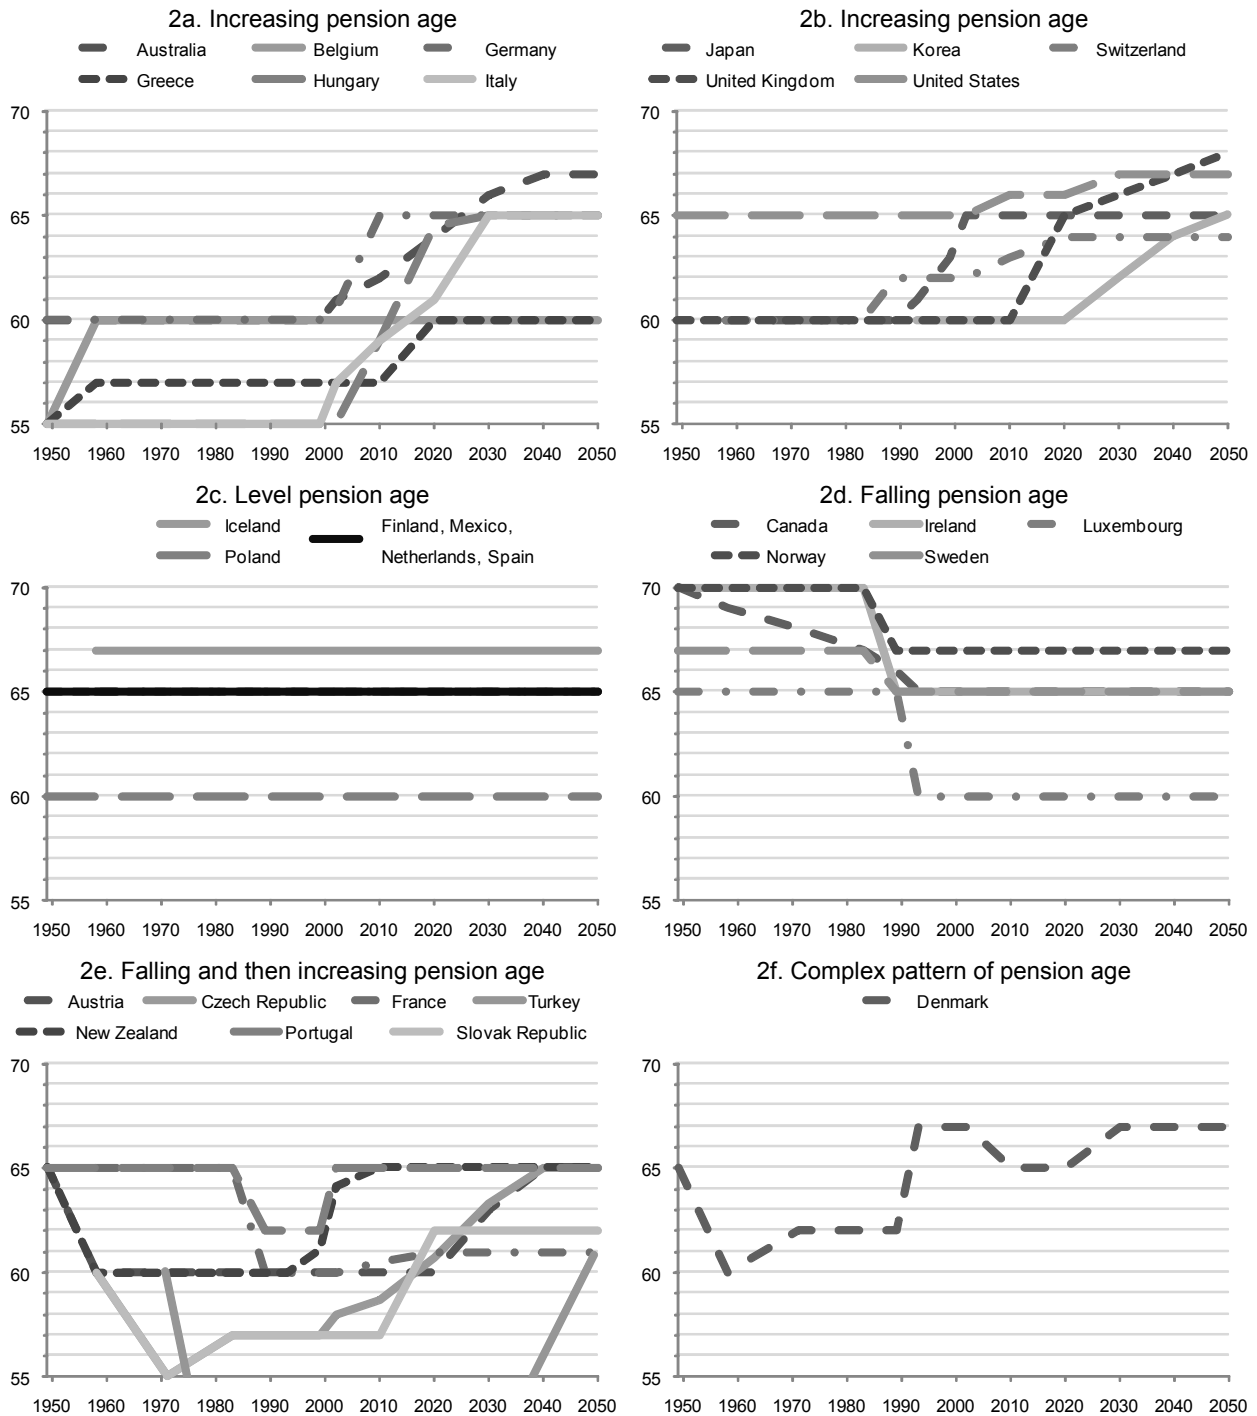 2a. Increasing pension age
Australia Belgium Germany
Greece Hungary Italy
70
65
60
55
1950 1960 1970 1980 1990 2000 2010 2020 2030 2040 2050
2b. Increasing pension age
Japan Korea Switzerland
United Kingdom United States
70
65
60
55
1950 1960 1970 1980 1990 2000 2010 2020 2030 2040 2050
2c. Level pension age
Iceland Finland, Mexico,
Poland Netherlands, Spain
70
65
60
55
1950 1960 1970 1980 1990 2000 2010 2020 2030 2040 2050
2d. Falling pension age
Canada Ireland Luxembourg
Norway Sweden
70
65
60
55
1950 1960 1970 1980 1990 2000 2010 2020 2030 2040 2050
2e. Falling and then increasing pension age
Austria Czech Republic France Turkey
New Zealand Portugal Slovak Republic
70
65
60
55
1950 1960 1970 1980 1990 2000 2010 2020 2030 2040 2050
2f. Complex pattern of pension age
Denmark
70
65
60
55
1950 1960 1970 1980 1990 2000 2010 2020 2030 2040 2050